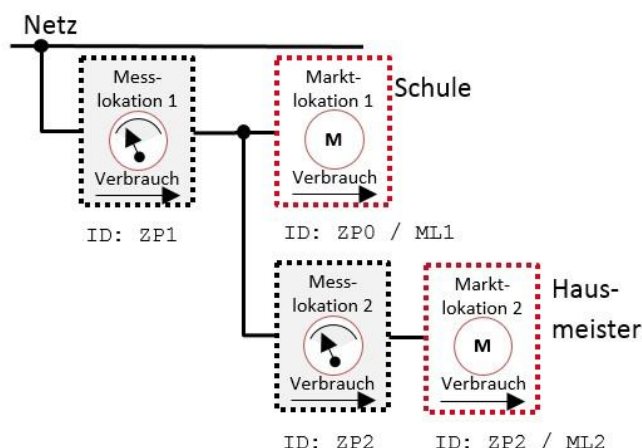 Netz
Mess-
lokation 1
Verbrauch
ID: ZP1
Markt-
lokation 1
M
Verbrauch
Schule
ID: ZP0 / ML1
Mess-
lokation 2
Verbrauch
ID: ZP2
Markt-
lokation 2
M
Verbrauch
Haus-
meister
ID: ZP2 / ML2